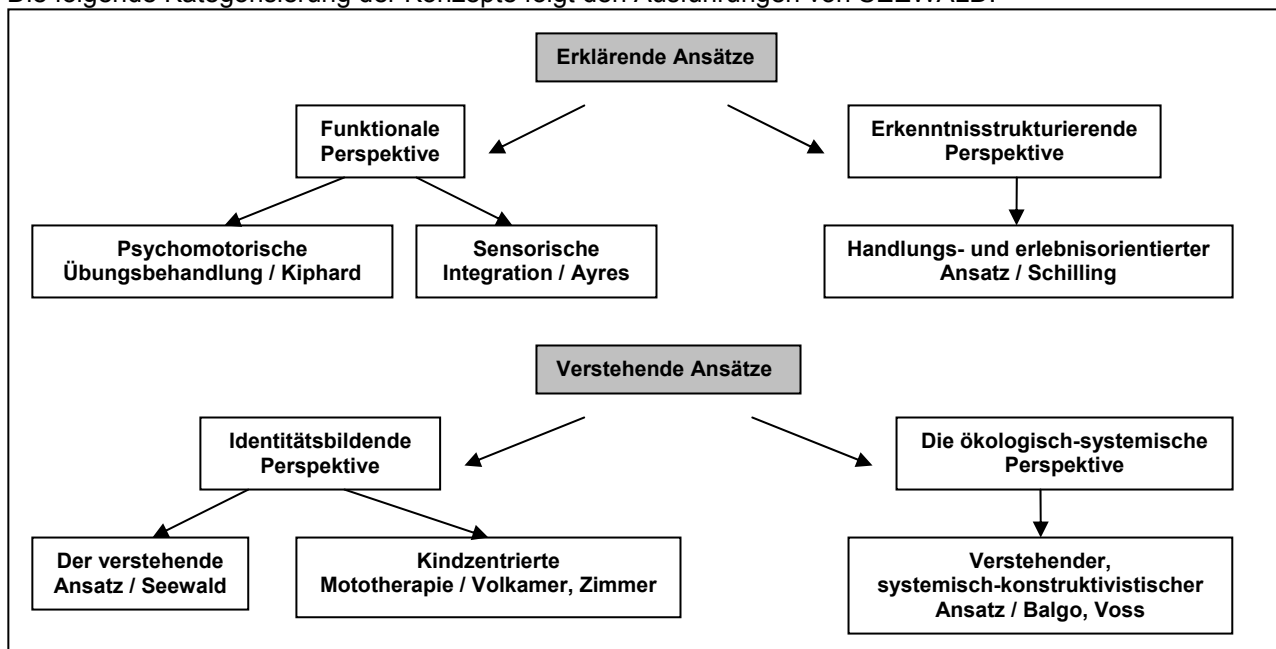 Die folgende Kategorisierung der Konzepte folgt den Ausführungen von SEEWALD:
Erklärende Ansätze
Funktionale
Perspektive
Erkenntnisstrukturierende
Perspektive
Psychomotorische
Übungsbehandlung / Kiphard
Sensorische
Integration / Ayres
Handlungs- und erlebnisorientierter
Ansatz / Schilling
Verstehende Ansätze
Identitätsbildende
Perspektive
Die ökologisch-systemische
Perspektive
Der verstehende
Ansatz / Seewald
Kindzentrierte
Mototherapie / Volkamer, Zimmer
Verstehender,
systemisch-konstruktivistischer
Ansatz / Balgo, Voss